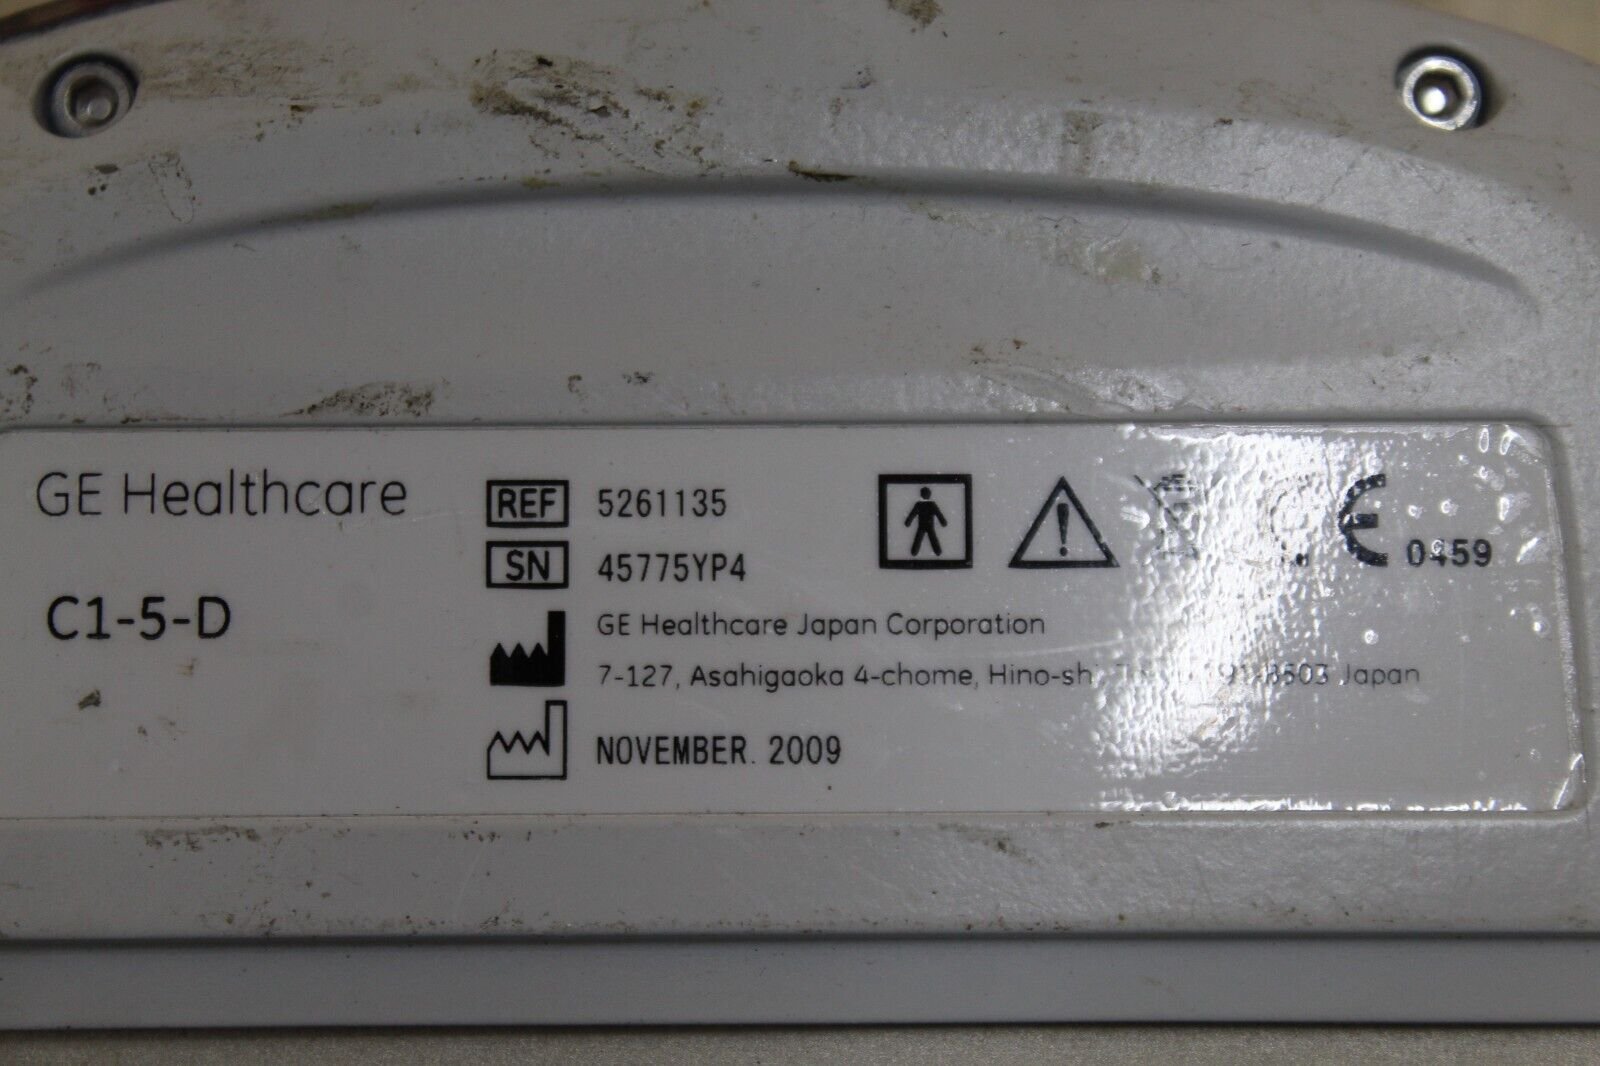 GE Healthcare
C1-5-D
REF 5261135
SN 45775YP4
GE Healthcare Japan Corporation
7-127, Asahigaoka 4-chome, Hino-shi, Japan
NOVEMBER. 2009
CE 0459